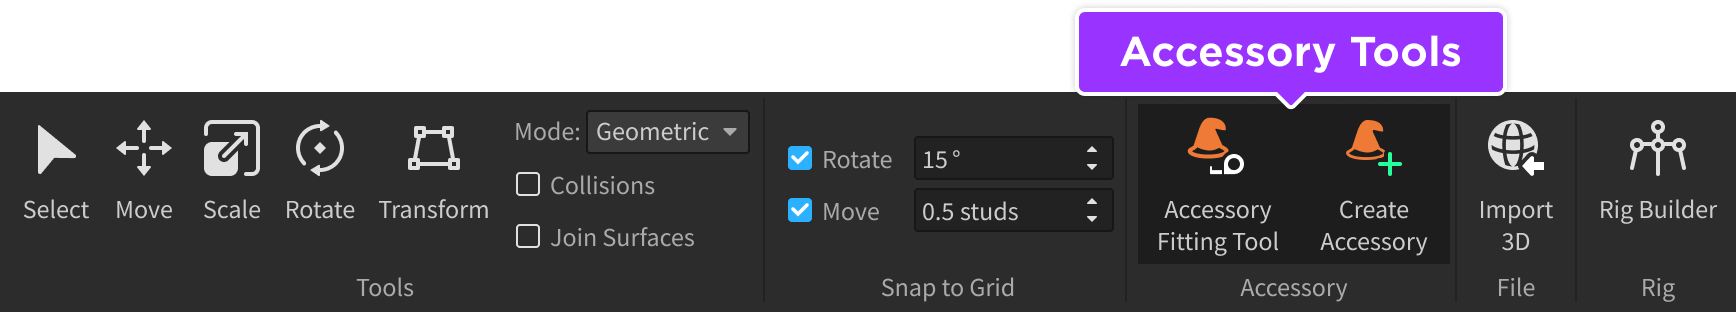 Accessory Tools
Select
Move
Scale
Rotate
Transform
Mode: Geometric
Collisions
Join Surfaces
Tools
Rotate 15°
Move 0.5 studs
Snap to Grid
Accessory
Fitting Tool
Create
Accessory
Accessory
Import
3D
File
Rig Builder
Rig